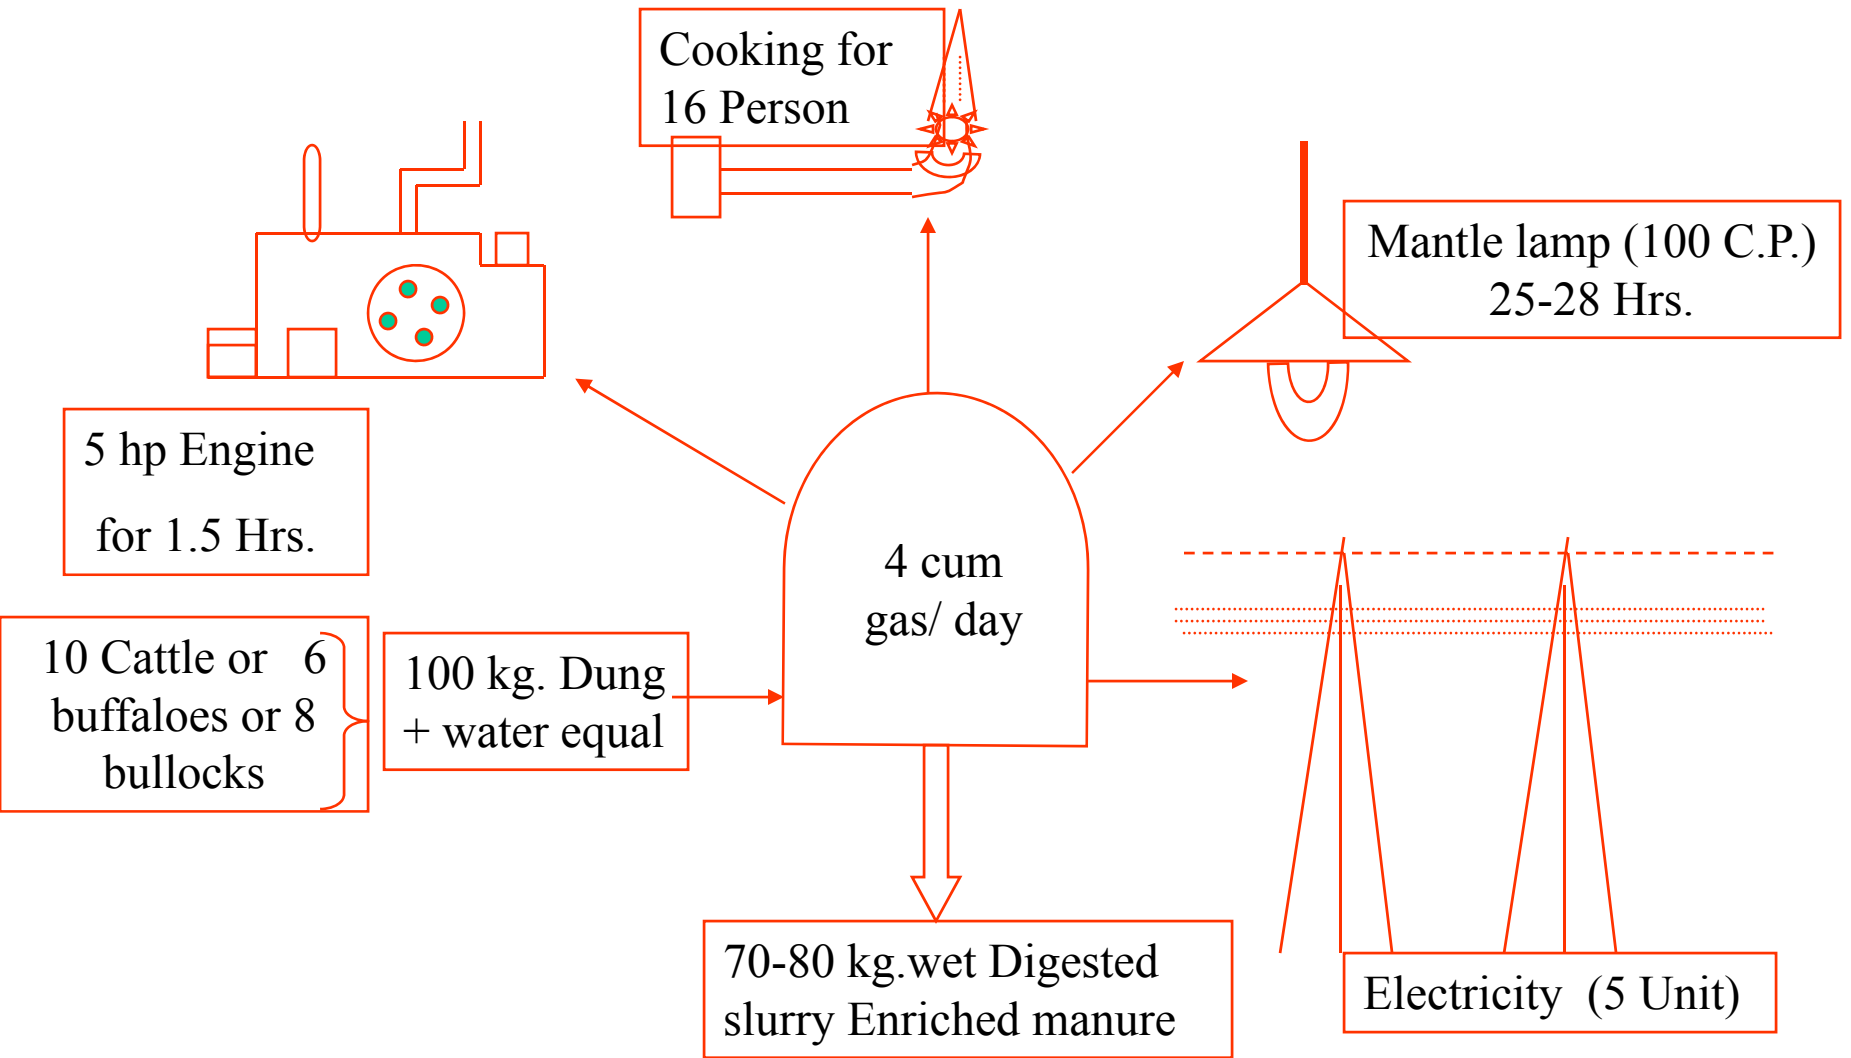 Cooking for
16 Person
Mantle lamp (100 C.P.)
25-28 Hrs.
5 hp Engine
for 1.5 Hrs.
4 cum
gas/ day
10 Cattle or 6
buffaloes or 8
bullocks
100 kg. Dung
+ water equal
70-80 kg.wet Digested
slurry Enriched manure
Electricity (5 Unit)